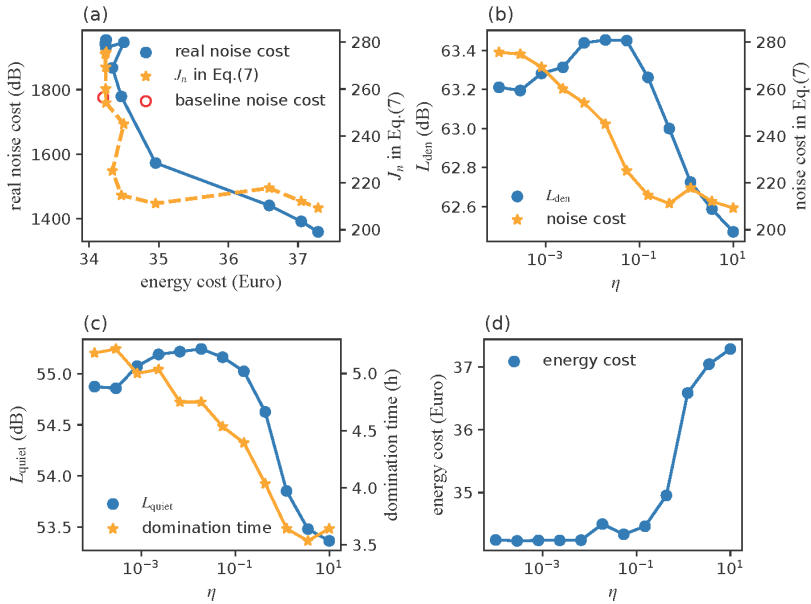 (a)
real noise cost
Jn in Eq.(7)
baseline noise cost
1800
1600
1400
280
260
240
220
200
34
35
36
37
real noise cost (dB)
Jn in Eq.(7)
energy cost (Euro)
(b)
63.4
63.2
63.0
62.8
62.6
280
260
240
220
200
Lden
noise cost
10⁻³
10⁻¹
10¹
Lden (dB)
noise cost in Eq.(7)
η
(c)
55.0
54.5
54.0
53.5
5.0
4.5
4.0
3.5
Lquiet
domination time
10⁻³
10⁻¹
10¹
Lquiet (dB)
domination time (h)
η
(d)
energy cost
37
36
34
10⁻³
10⁻¹
10¹
energy cost (Euro)
η